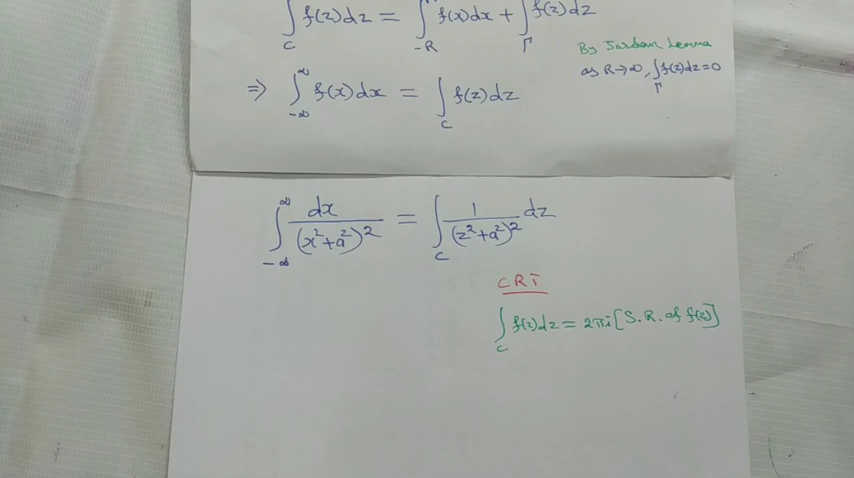 ∫_C f(z)dz = ∫_{-R} f(x)dx + ∫_Γ f(z)dz
By Jordan Lemma
as R→∞, ∫_Γ f(z)dz=0
⇒ ∫_{-∞}^{∞} f(x)dx = ∫_C f(z)dz
∫_{-∞}^{∞} dx/(x²+a²)² = ∫_C 1/(z²+a²)² dz
CRT
∫_C f(z)dz = 2πi[S.R. of f(z)]